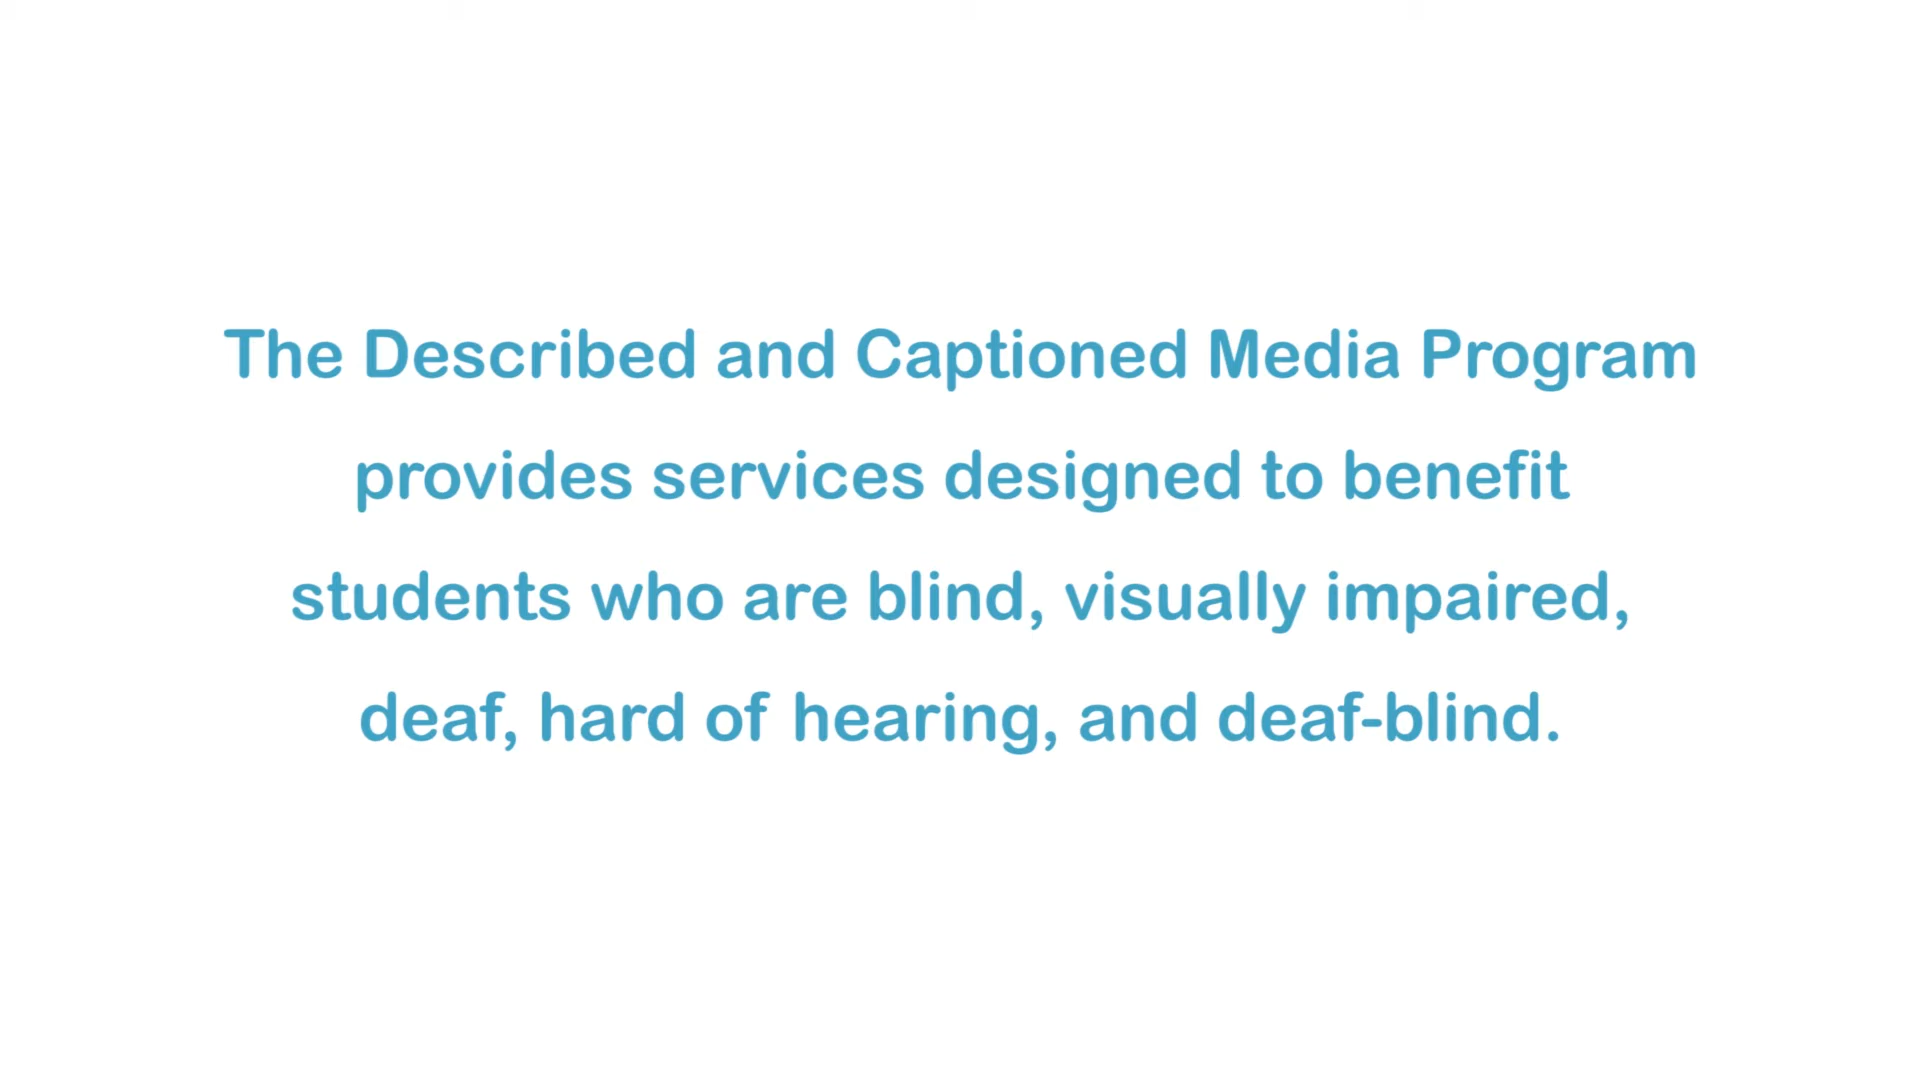 The Described and Captioned Media Program
provides services designed to benefit
students who are blind, visually impaired,
deaf, hard of hearing, and deaf-blind.